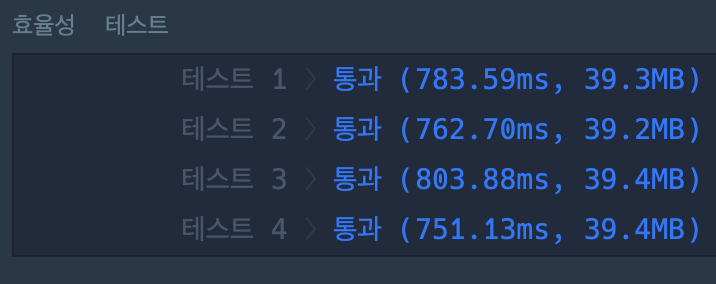 효율성 테스트
테스트 1 〉 통과 (783.59ms, 39.3MB)
테스트 2 〉 통과 (762.70ms, 39.2MB)
테스트 3 〉 통과 (803.88ms, 39.4MB)
테스트 4 〉 통과 (751.13ms, 39.4MB)